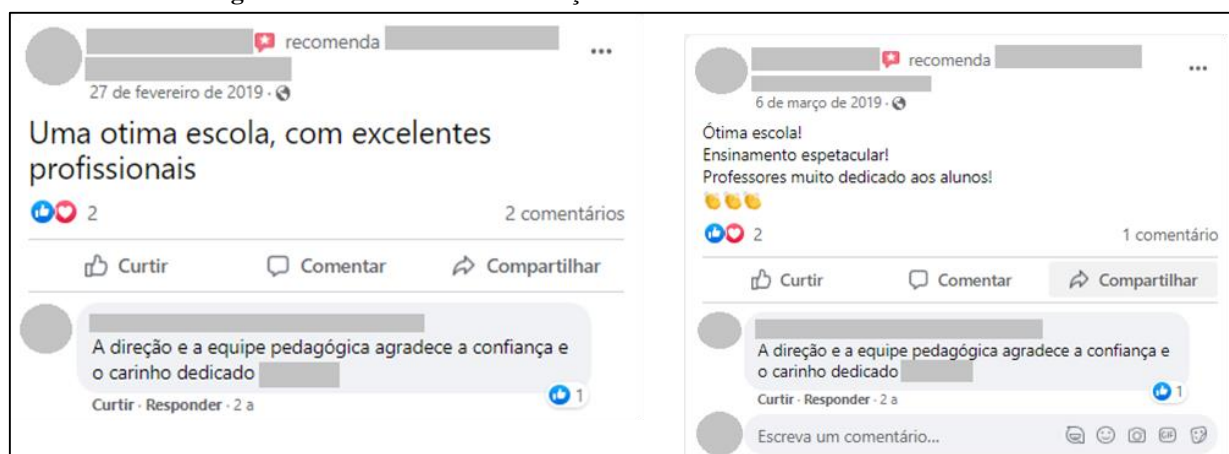 recomenda
27 de fevereiro de 2019 ·
Uma otima escola, com excelentes
profissionais
2
2 comentários
Curtir Comentar Compartilhar
A direção e a equipe pedagógica agradece a confiança e
o carinho dedicado
1
Curtir · Responder · 2 a
recomenda
6 de março de 2019 ·
Ótima escola!
Ensinamento espetacular!
Professores muito dedicado aos alunos!
2
1 comentário
Curtir Comentar Compartilhar
A direção e a equipe pedagógica agradece a confiança e
o carinho dedicado
1
Curtir · Responder · 2 a
Escreva um comentário...
GIF